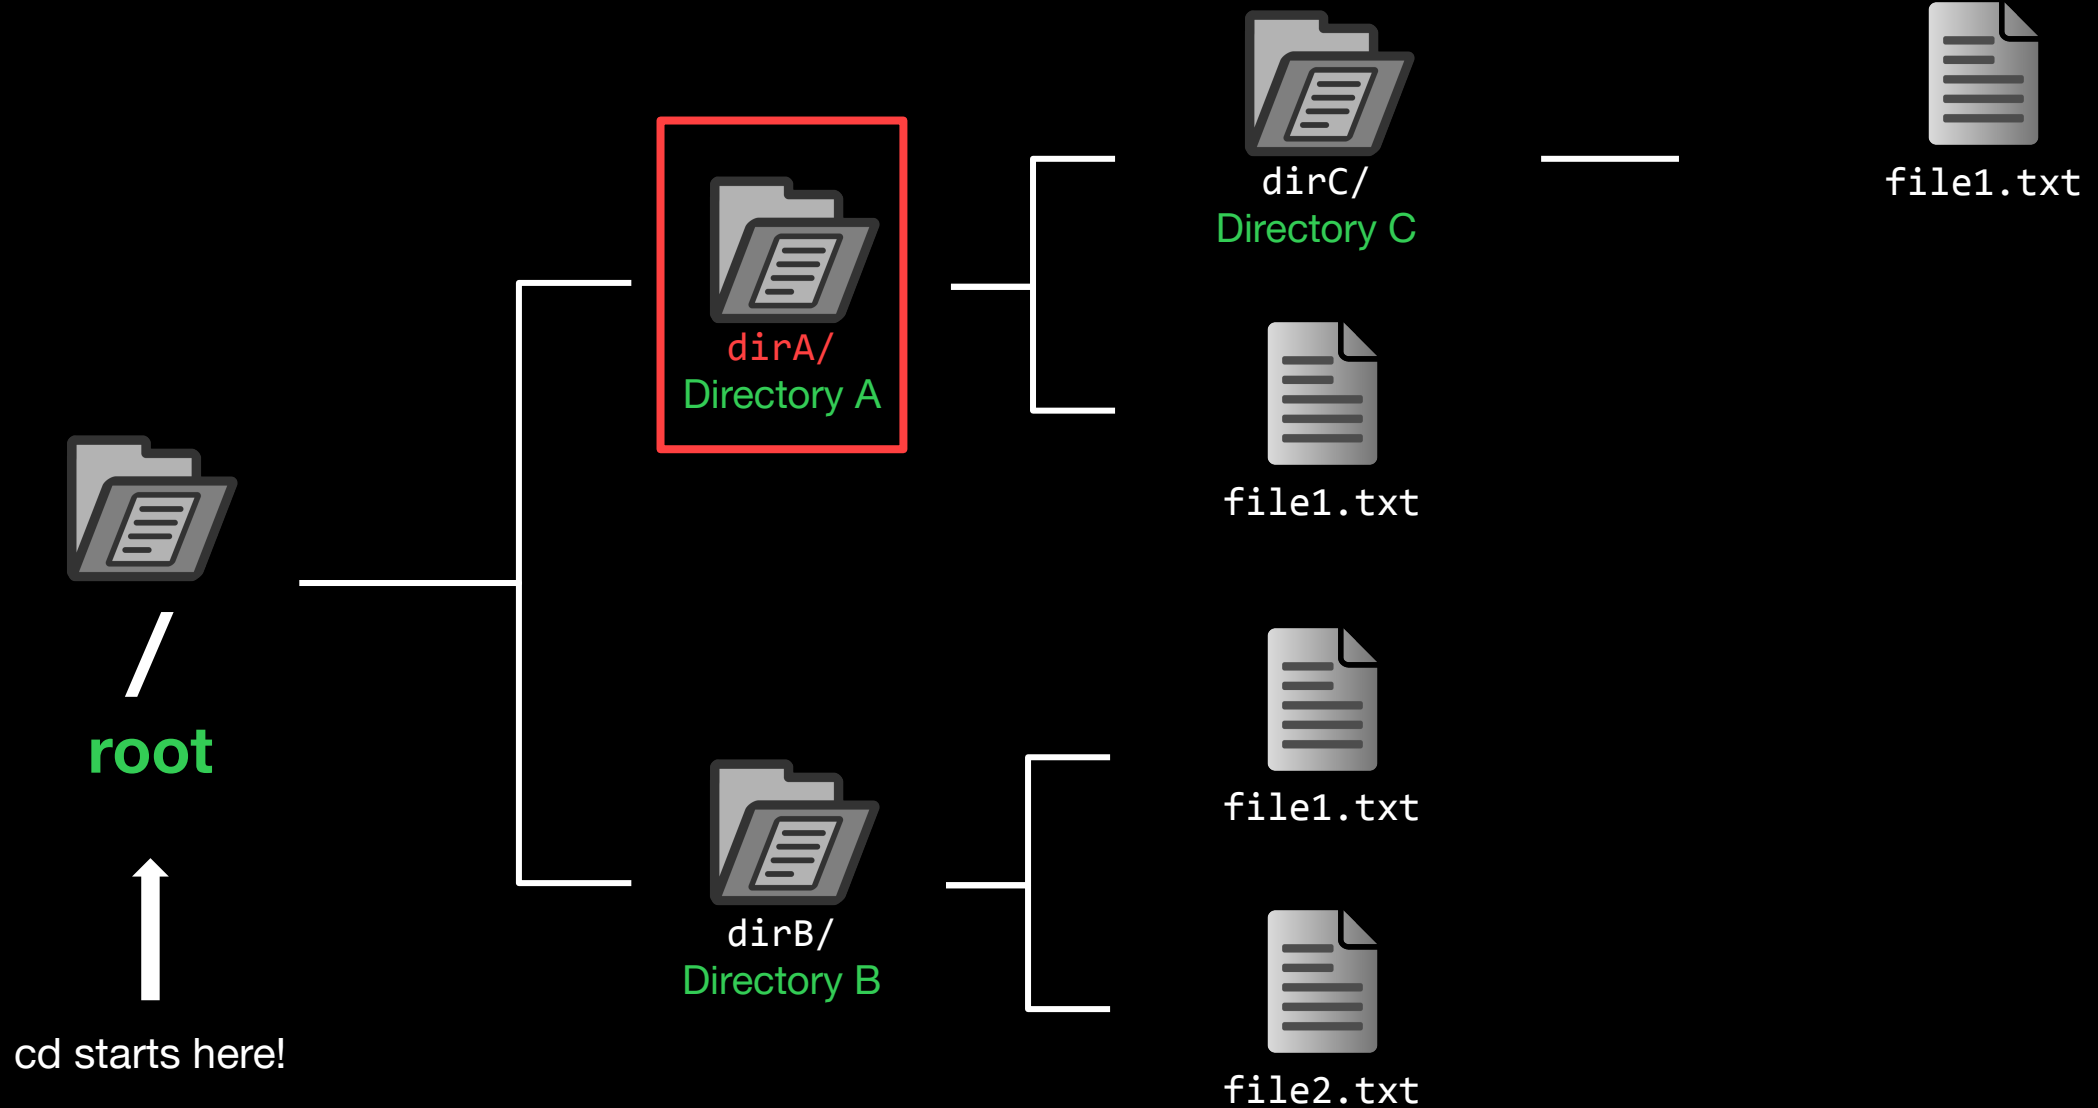 /
root
cd starts here!
dirA/
Directory A
dirB/
Directory B
dirC/
Directory C
file1.txt
file1.txt
file1.txt
file2.txt